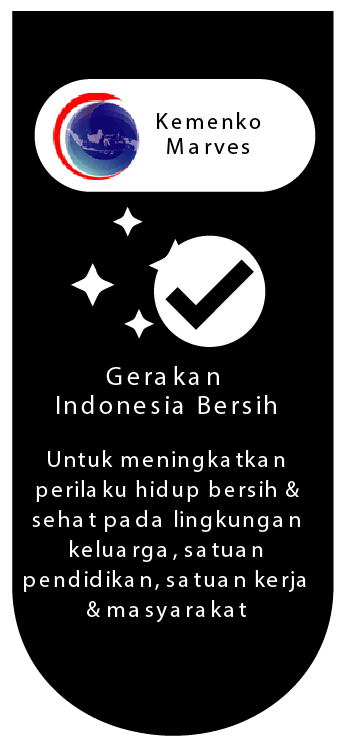 Kemenko
Marves
Gerakan
Indonesia Bersih
Untuk meningkatkan
perilaku hidup bersih &
sehat pada lingkungan
keluarga, satuan
pendidikan, satuan kerja
& masyarakat